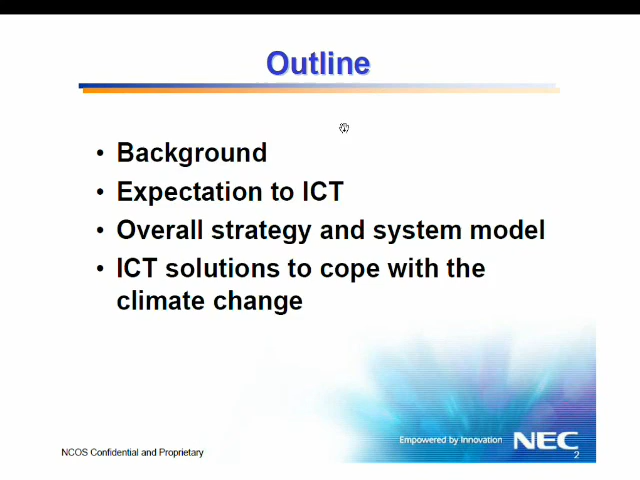 Outline
• Background
• Expectation to ICT
• Overall strategy and system model
• ICT solutions to cope with the
climate change
NCOS Confidential and Proprietary
Empowered by Innovation NEC
2